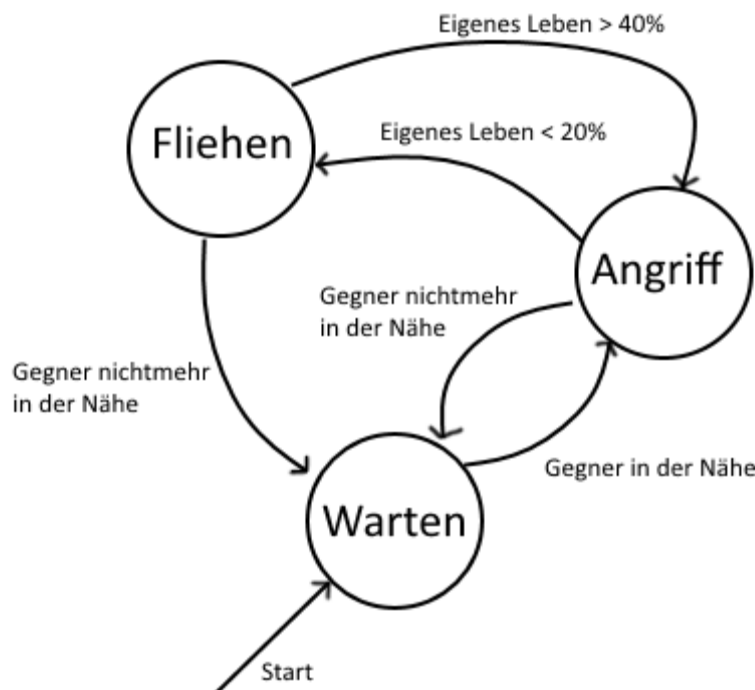 Eigenes Leben > 40%
Fliehen
Eigenes Leben < 20%
Angriff
Gegner nichtmehr
in der Nähe
Gegner nichtmehr
in der Nähe
Gegner in der Nähe
Warten
Start